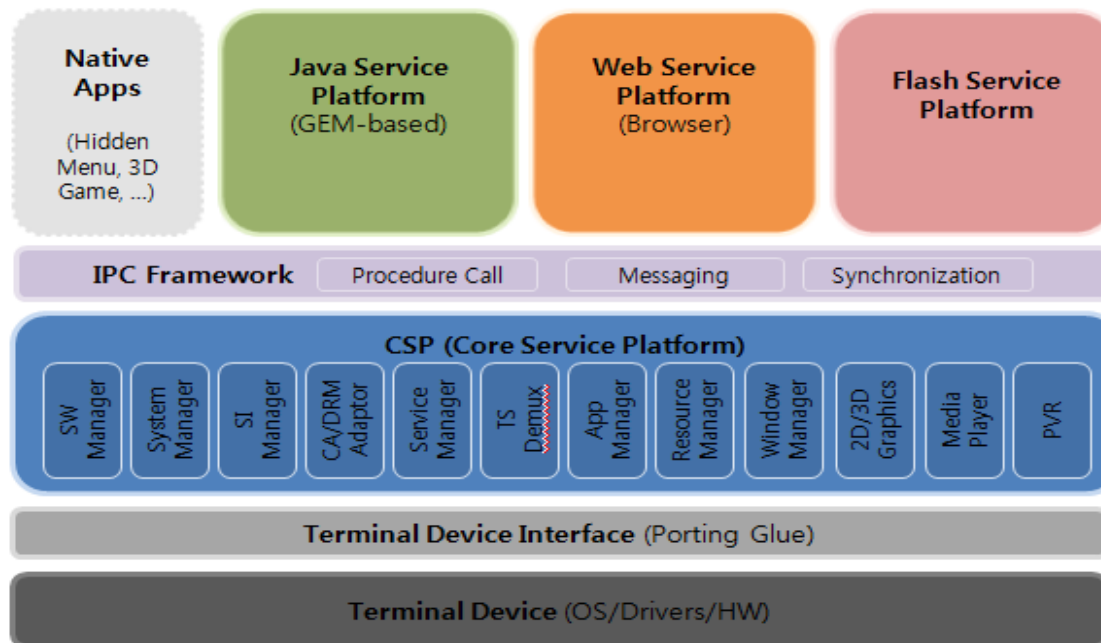 Native
Apps
(Hidden
Menu, 3D
Game, ...)
Java Service
Platform
(GEM-based)
Web Service
Platform
(Browser)
Flash Service
Platform
IPC Framework
Procedure Call
Messaging
Synchronization
CSP (Core Service Platform)
SW
Manager
System
Manager
SI
Manager
CA/DRM
Adaptor
Service
Manager
TS
Demux
App
Manager
Resource
Manager
Window
Manager
2D/3D
Graphics
Media
Player
PVR
Terminal Device Interface (Porting Glue)
Terminal Device (OS/Drivers/HW)